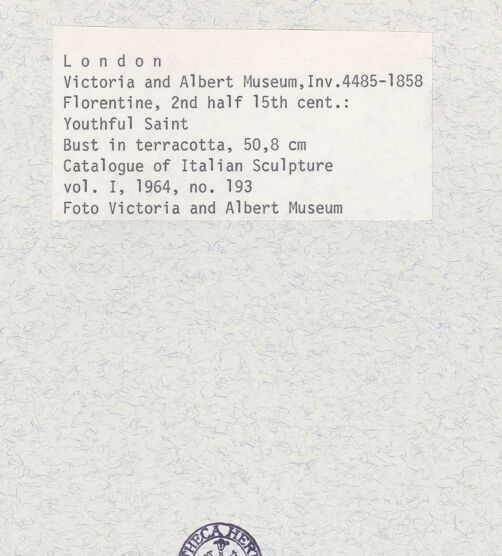 London
Victoria and Albert Museum,Inv.4485-1858
Florentine, 2nd half 15th cent.:
Youthful Saint
Bust in terracotta, 50,8 cm
Catalogue of Italian Sculpture
vol. I, 1964, no. 193
Foto Victoria and Albert Museum